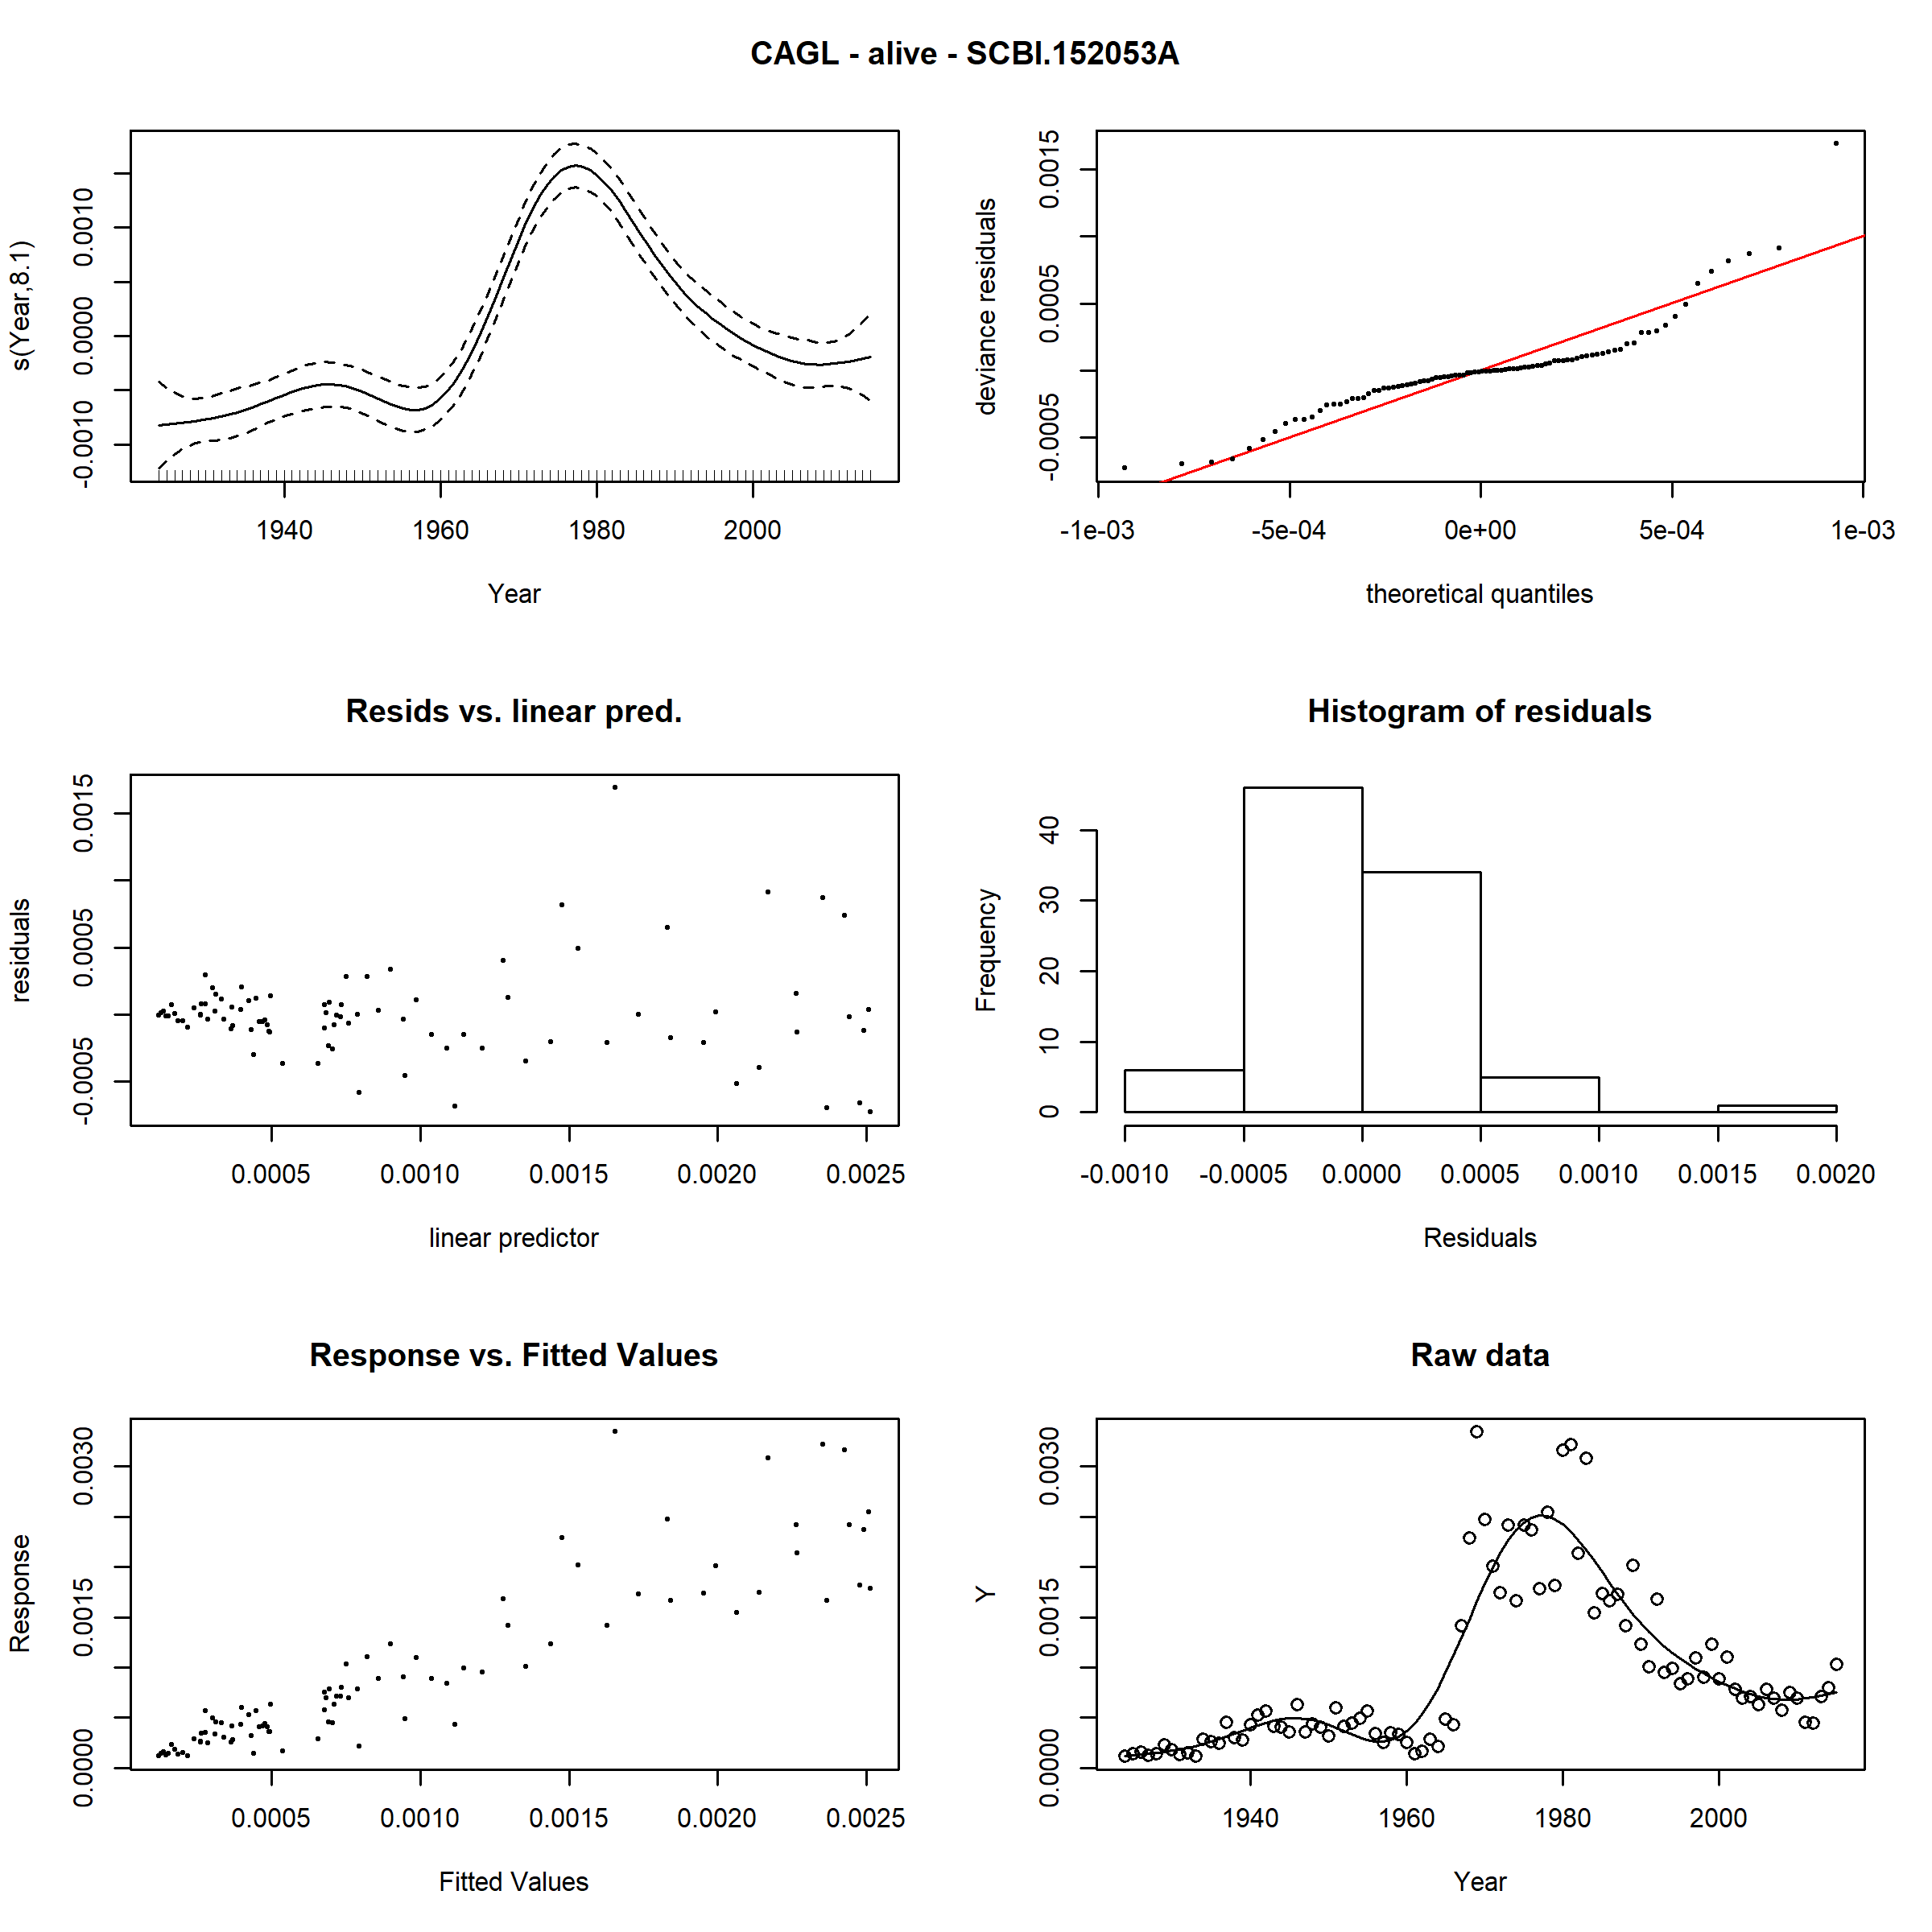 CAGL - alive - SCBI.152053A
s(Year,8.1)
-0.0010 0.0000 0.0010
1940 1960 1980 2000
Year
deviance residuals
-0.0005 0.0005 0.0015
-1e-03 -5e-04 0e+00 5e-04 1e-03
theoretical quantiles
Resids vs. linear pred.
residuals
-0.0005 0.0005 0.0015
0.0005 0.0010 0.0015 0.0020 0.0025
linear predictor
Histogram of residuals
Frequency
0 10 20 30 40
-0.0010 -0.0005 0.0000 0.0005 0.0010 0.0015 0.0020
Residuals
Response vs. Fitted Values
Response
0.0000 0.0015 0.0030
0.0005 0.0010 0.0015 0.0020 0.0025
Fitted Values
Raw data
Y
0.0000 0.0015 0.0030
1940 1960 1980 2000
Year